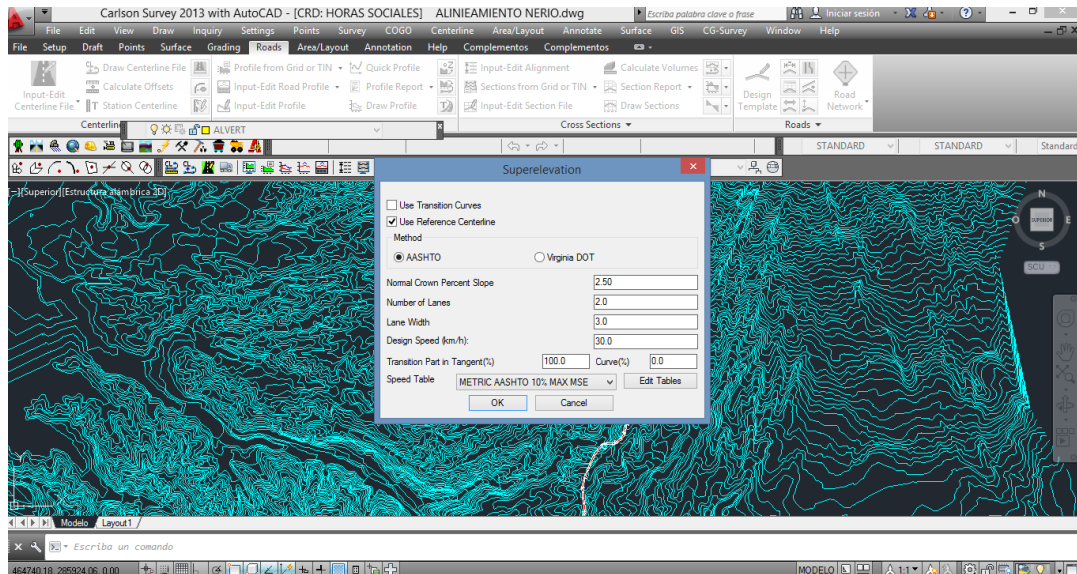 Carlson Survey 2013 with AutoCAD - [CRD: HORAS SOCIALES] ALINIEAMIENTO NERIO.dwg
Escriba palabra clave o frase
Iniciar sesión
File Edit View Draw Inquiry Settings Points Survey COGO Centerline Area/Layout Annotate Surface GIS CG-Survey Window Help
File Setup Draft Points Surface Grading Roads Area/Layout Annotation Help Complementos Complementos
Draw Centerline File Profile from Grid or TIN Quick Profile Input-Edit Alignment Calculate Volumes
Calculate Offsets Input-Edit Road Profile Profile Report Sections from Grid or TIN Section Report
Station Centerline Input-Edit Profile Draw Profile Input-Edit Section File Draw Sections
Input-Edit
Centerline File
Design
Template
Road
Network
Centerlin
Cross Sections
Roads
ALVERT
STANDARD STANDARD Standard
[–][Superior][Estructura alámbrica 2D]
Superelevation
Use Transition Curves
Use Reference Centerline
Method
AASHTO Virginia DOT
Normal Crown Percent Slope 2.50
Number of Lanes 2.0
Lane Width 3.0
Design Speed (km/h): 30.0
Transition Part in Tangent(%) 100.0 Curve(%) 0.0
Speed Table METRIC AASHTO 10% MAX MSE Edit Tables
OK Cancel
N
O SUPERIOR E
S
SCU
Y
Modelo Layout1
Escriba un comando
464740.18, 285924.06, 0.00
MODELO 1:1